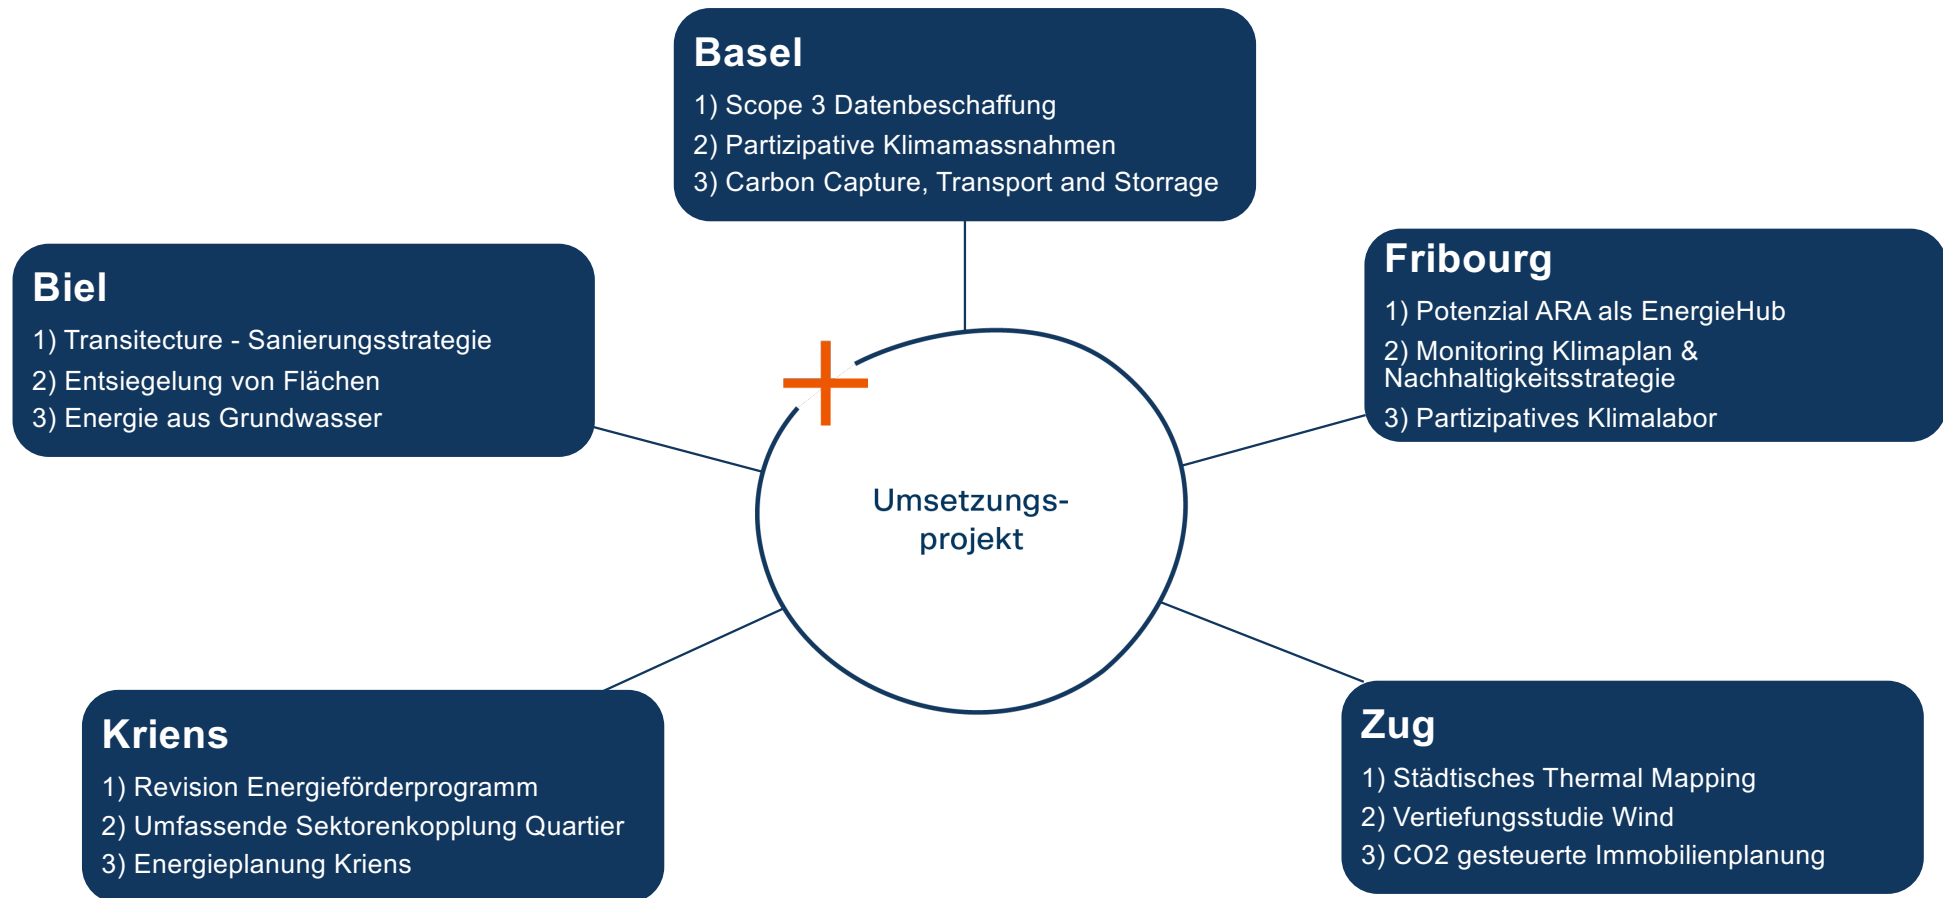 Basel
1) Scope 3 Datenbeschaffung
2) Partizipative Klimamassnahmen
3) Carbon Capture, Transport and Storrage
Biel
1) Transitecture - Sanierungsstrategie
2) Entsiegelung von Flächen
3) Energie aus Grundwasser
Fribourg
1) Potenzial ARA als EnergieHub
2) Monitoring Klimaplan &
Nachhaltigkeitsstrategie
3) Partizipatives Klimalabor
Umsetzungs-
projekt
Kriens
1) Revision Energieförderprogramm
2) Umfassende Sektorenkopplung Quartier
3) Energieplanung Kriens
Zug
1) Städtisches Thermal Mapping
2) Vertiefungsstudie Wind
3) CO2 gesteuerte Immobilienplanung